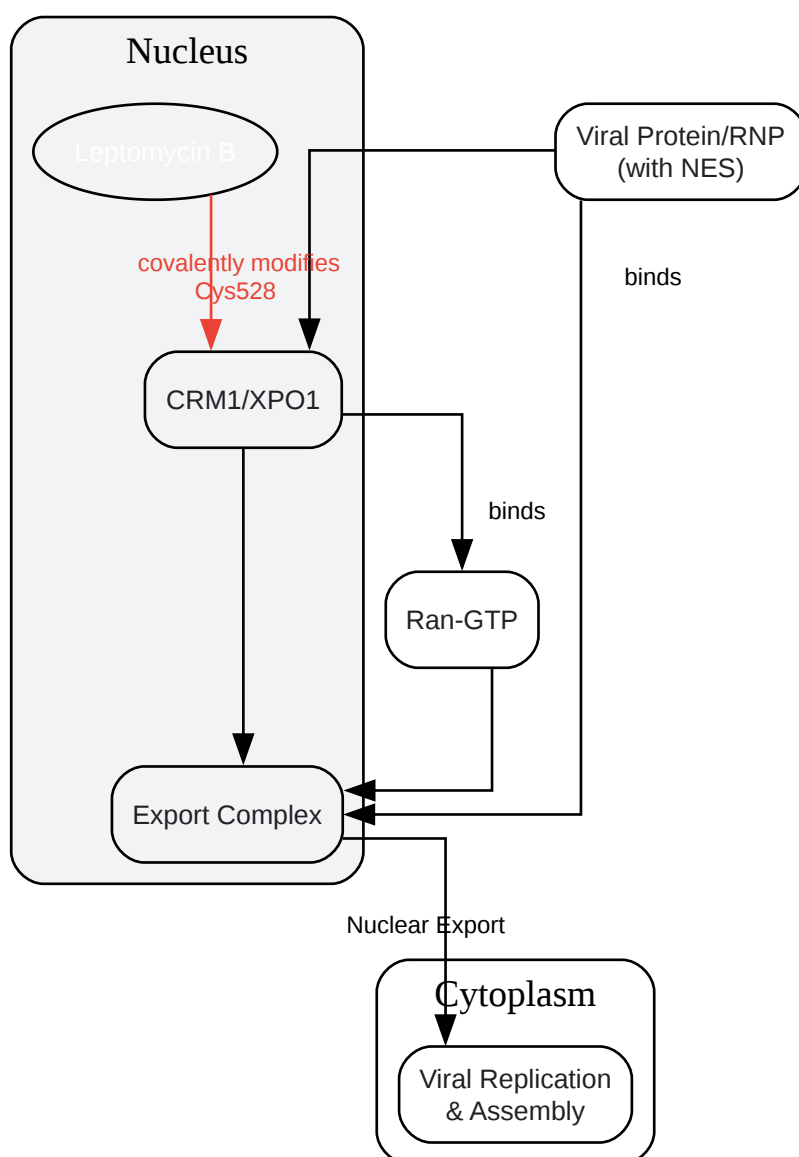 Nucleus
Leptomycin B
Viral Protein/RNP
(with NES)
covalently modifies
Cys528
binds
CRM1/XPO1
binds
Ran-GTP
Export Complex
Nuclear Export
Cytoplasm
Viral Replication
& Assembly